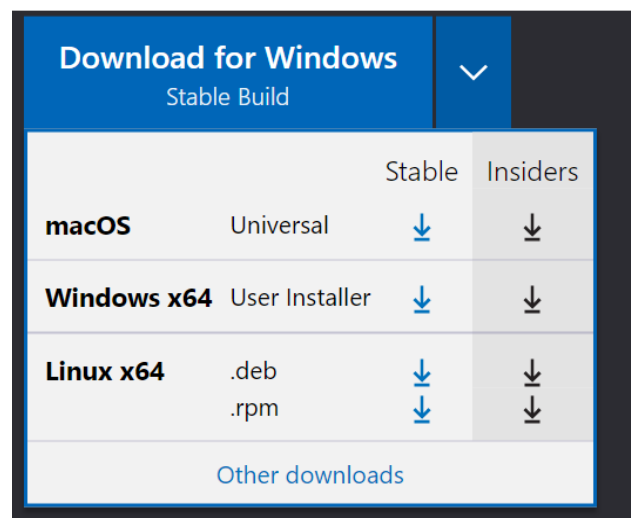 Download for Windows
Stable Build
Stable Insiders
macOS Universal
Windows x64 User Installer
Linux x64 .deb
.rpm
Other downloads